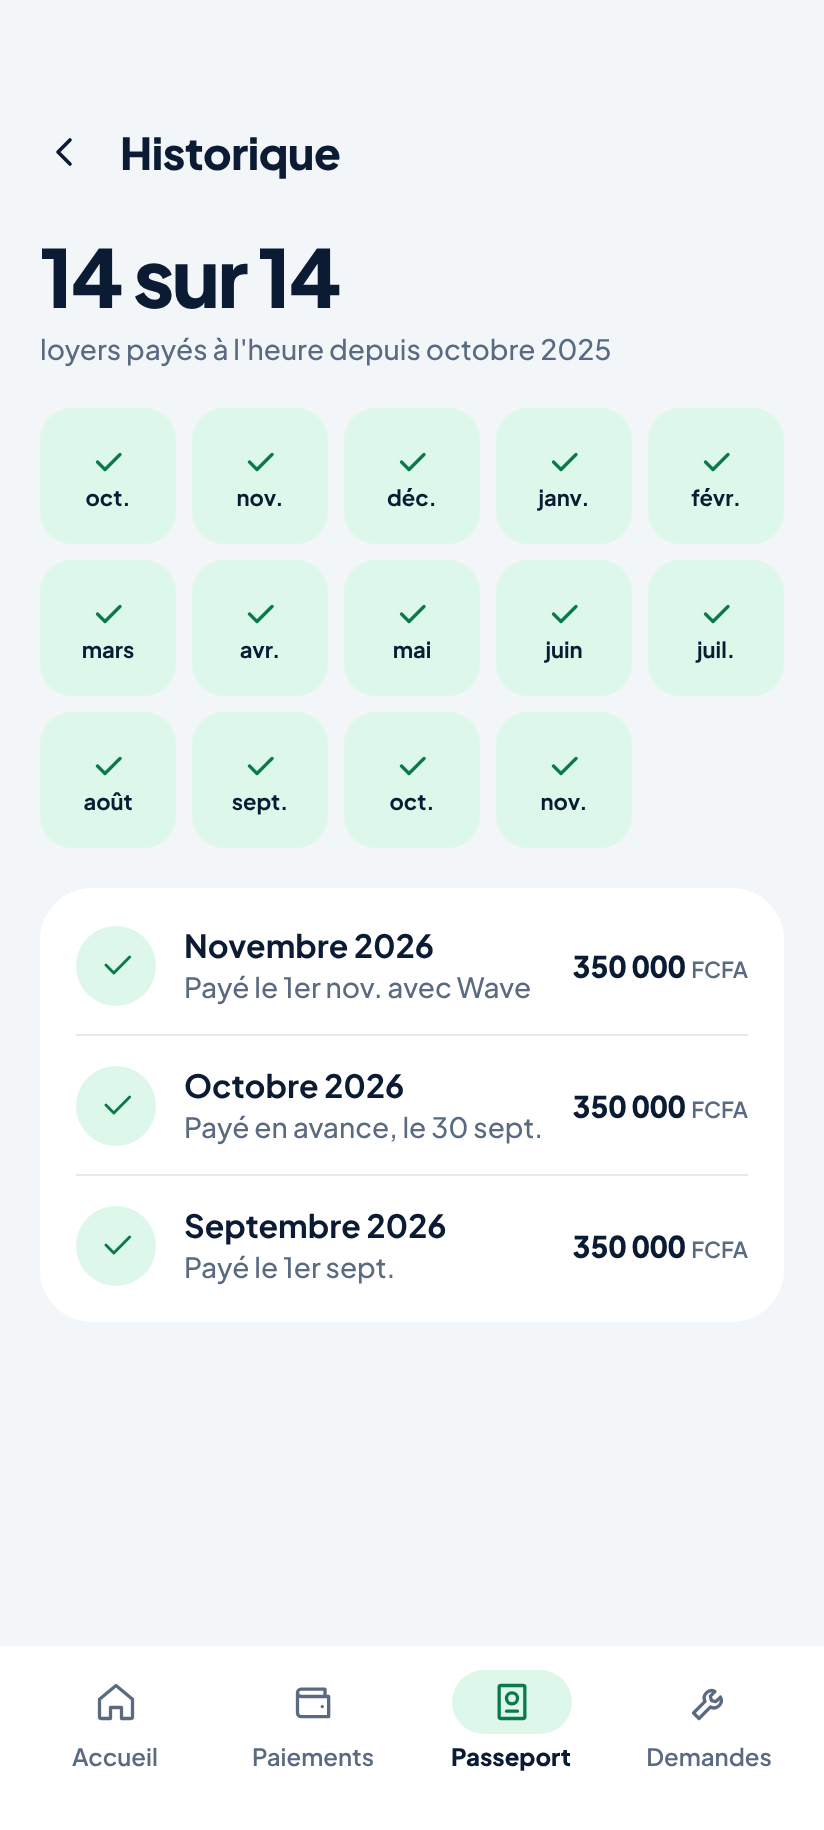 Historique
14 sur 14
loyers payés à l'heure depuis octobre 2025
oct. nov. déc. janv. févr.
mars avr. mai juin juil.
août sept. oct. nov.
Novembre 2026
Payé le 1er nov. avec Wave
350 000 FCFA
Octobre 2026
Payé en avance, le 30 sept.
350 000 FCFA
Septembre 2026
Payé le 1er sept.
350 000 FCFA
Accueil Paiements Passeport Demandes